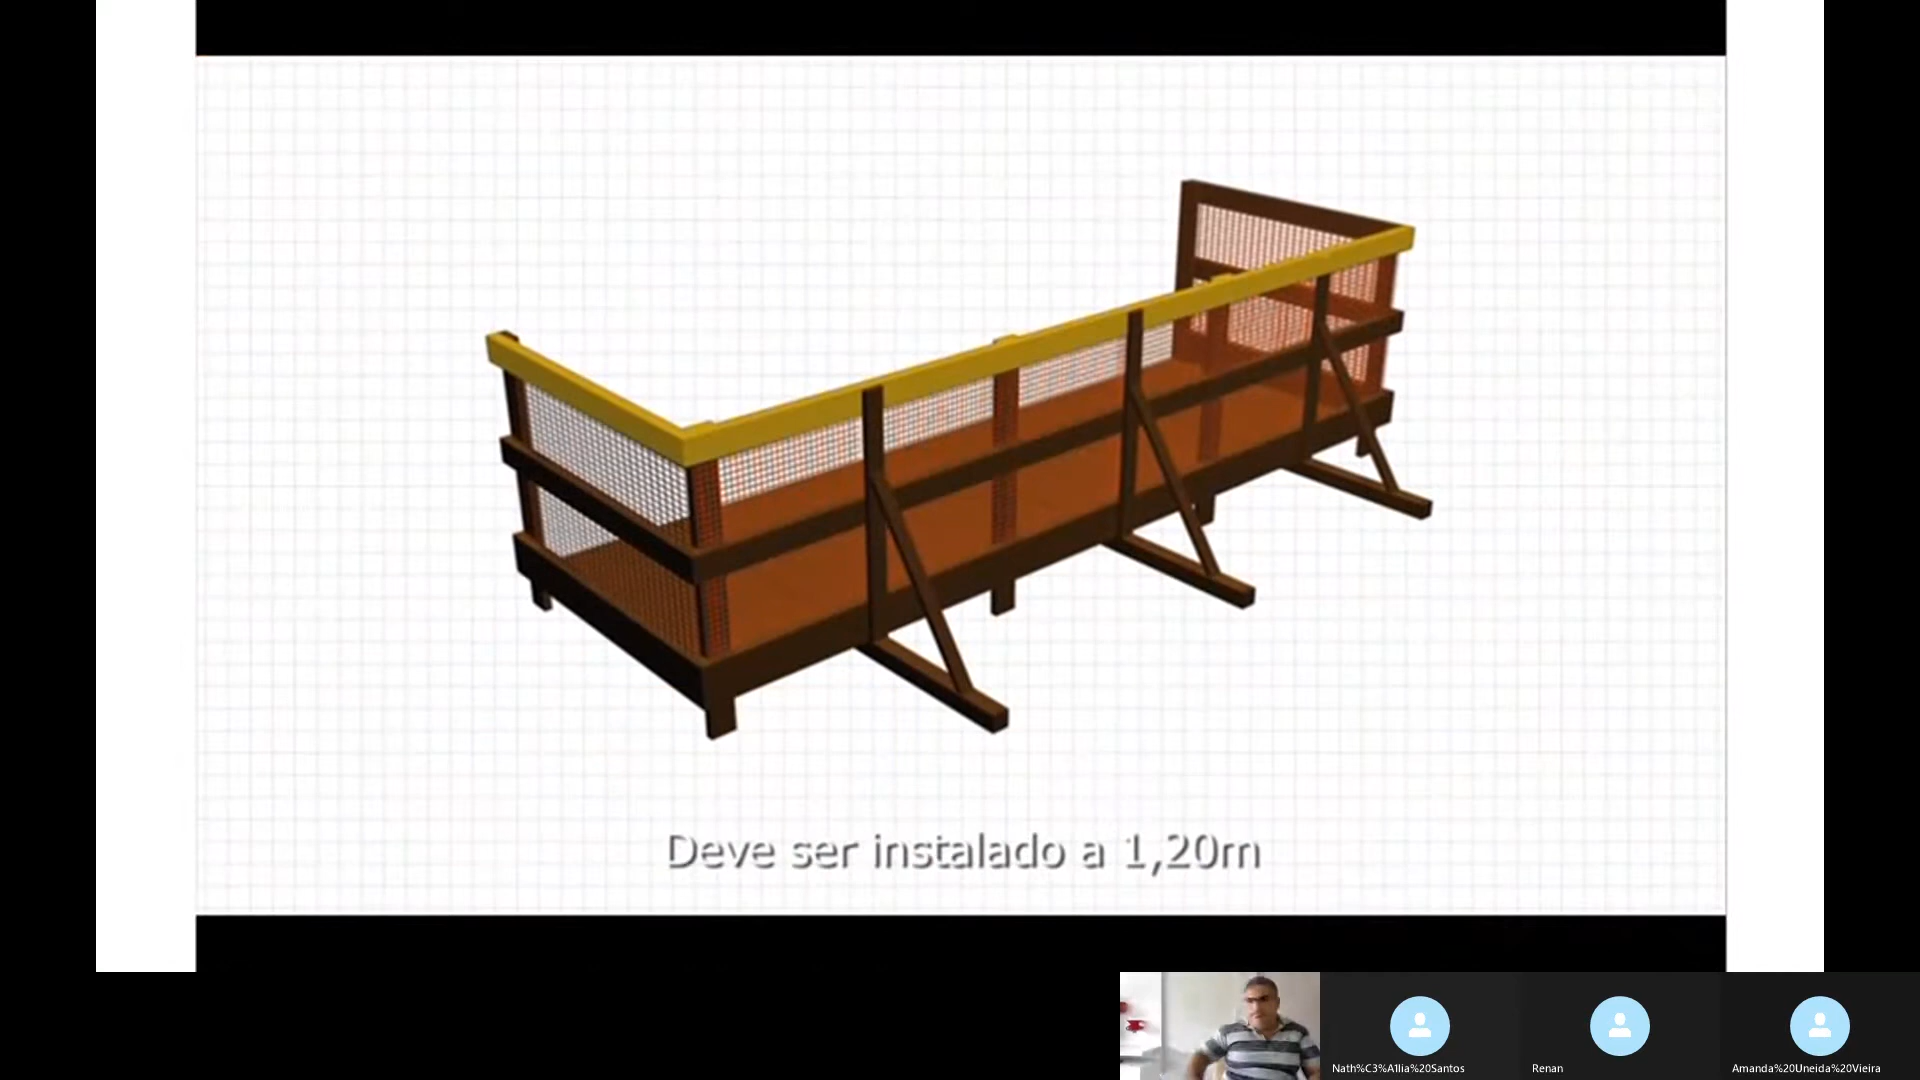 Deve ser instalado a 1,20m
Nath%C3%A1lia%20Santos
Renan
Amanda%20Uneida%20Vieira